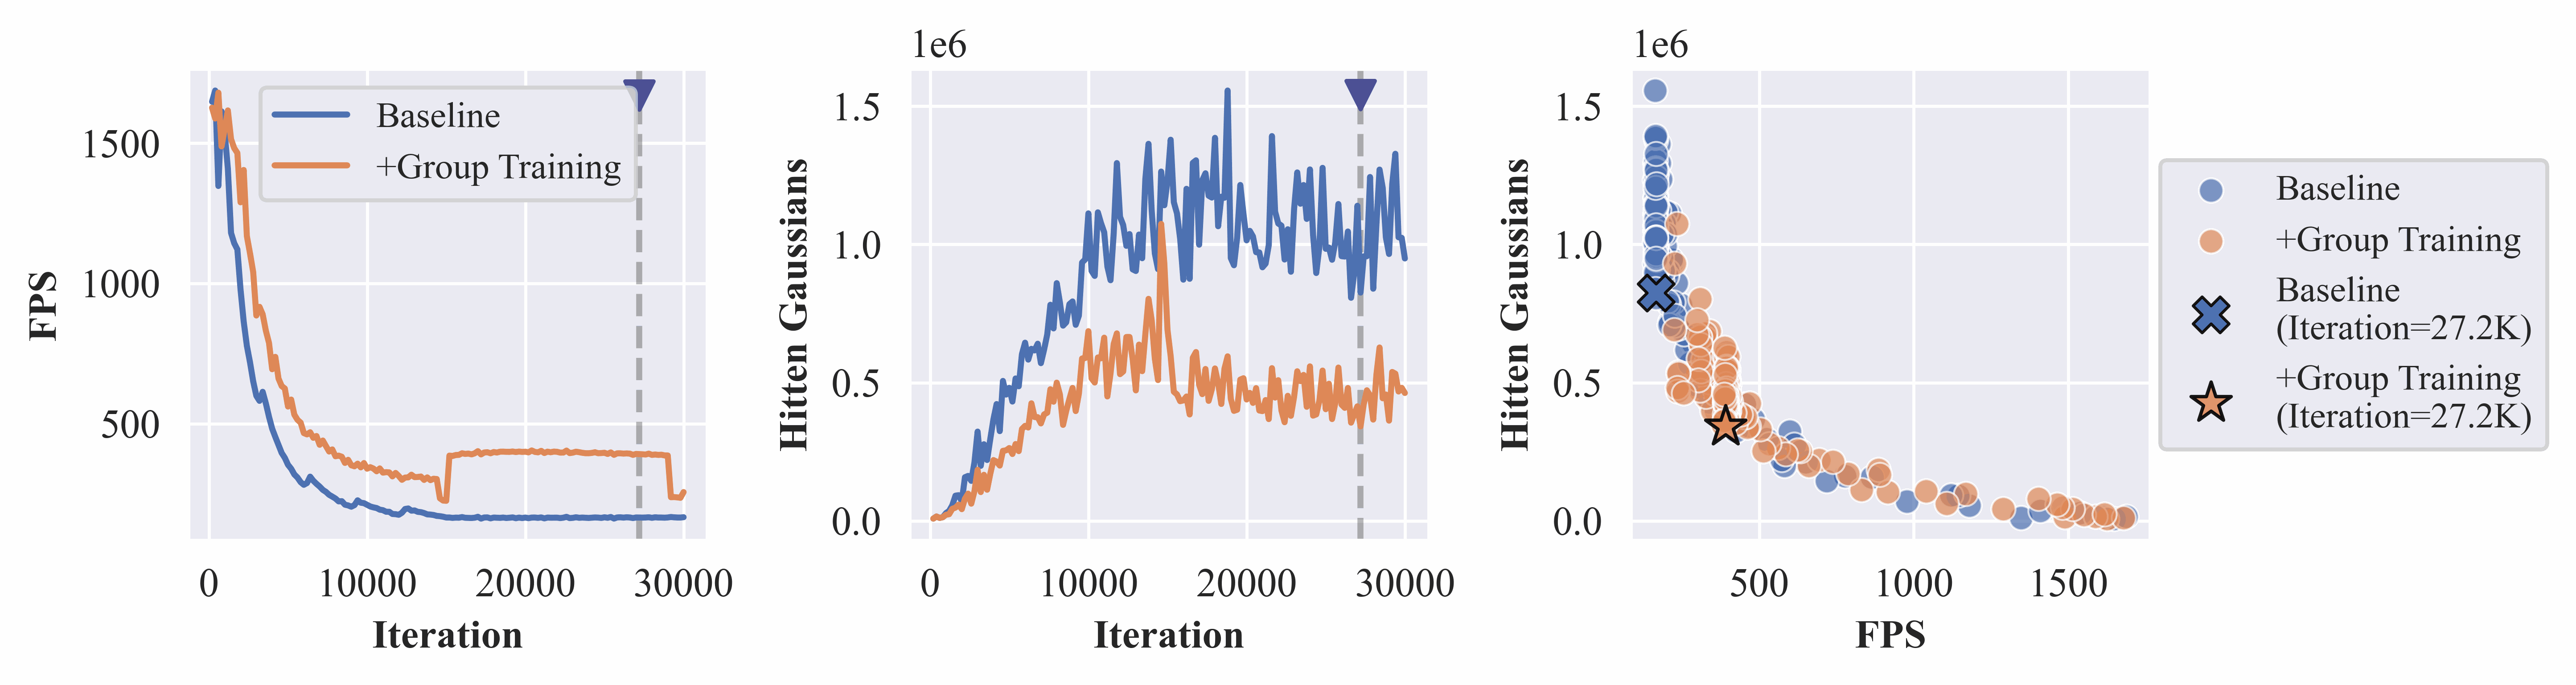 FPS
1500
1000
500
0
10000
20000
30000
Iteration
Baseline
+Group Training
1e6
Hitten Gaussians
1.5
1.0
0.5
0.0
0
10000
20000
30000
Iteration
1e6
Hitten Gaussians
1.5
1.0
0.5
0.0
500
1000
1500
FPS
Baseline
+Group Training
Baseline
(Iteration=27.2K)
+Group Training
(Iteration=27.2K)